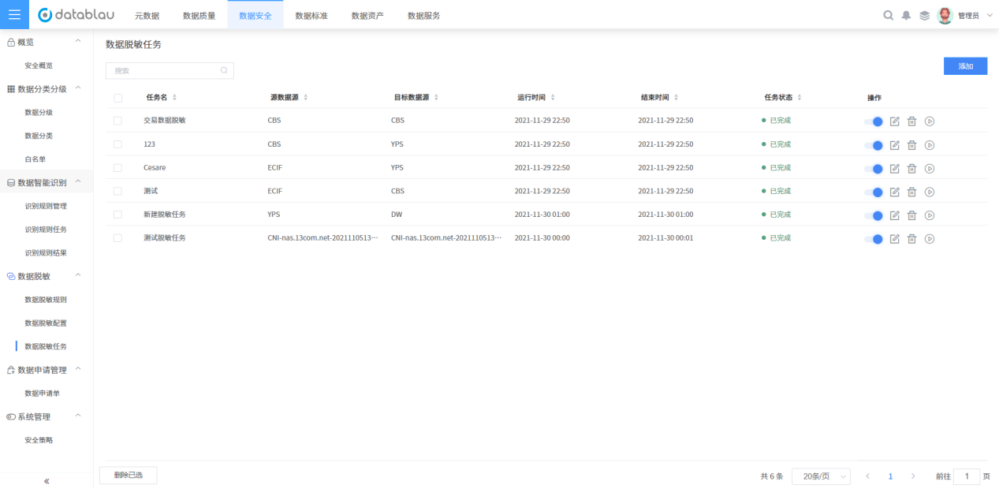 datablau 元数据 数据质量 数据安全 数据标准 数据资产 数据服务 管理员
概览
安全概览
数据分类分级
数据分级
数据分类
白名单
数据智能识别
识别规则管理
识别规则任务
识别规则结果
数据脱敏
数据脱敏规则
数据脱敏配置
数据脱敏任务
数据申请管理
数据申请单
系统管理
安全策略
«
数据脱敏任务
搜索
添加
任务名 源数据源 目标数据源 运行时间 结束时间 任务状态 操作
交易数据脱敏 CBS CBS 2021-11-29 22:50 2021-11-29 22:50 已完成
123 CBS YPS 2021-11-29 22:50 2021-11-29 22:50 已完成
Cesare ECIF YPS 2021-11-29 22:50 2021-11-29 22:50 已完成
测试 ECIF CBS 2021-11-29 22:50 2021-11-29 22:50 已完成
新建脱敏任务 YPS DW 2021-11-30 01:00 2021-11-30 01:00 已完成
测试脱敏任务 CNI-nas.13com.net-2021110513··· CNI-nas.13com.net-2021110513··· 2021-11-30 00:00 2021-11-30 00:01 已完成
删除已选 共 6 条 20条/页 < 1 > 前往 1 页